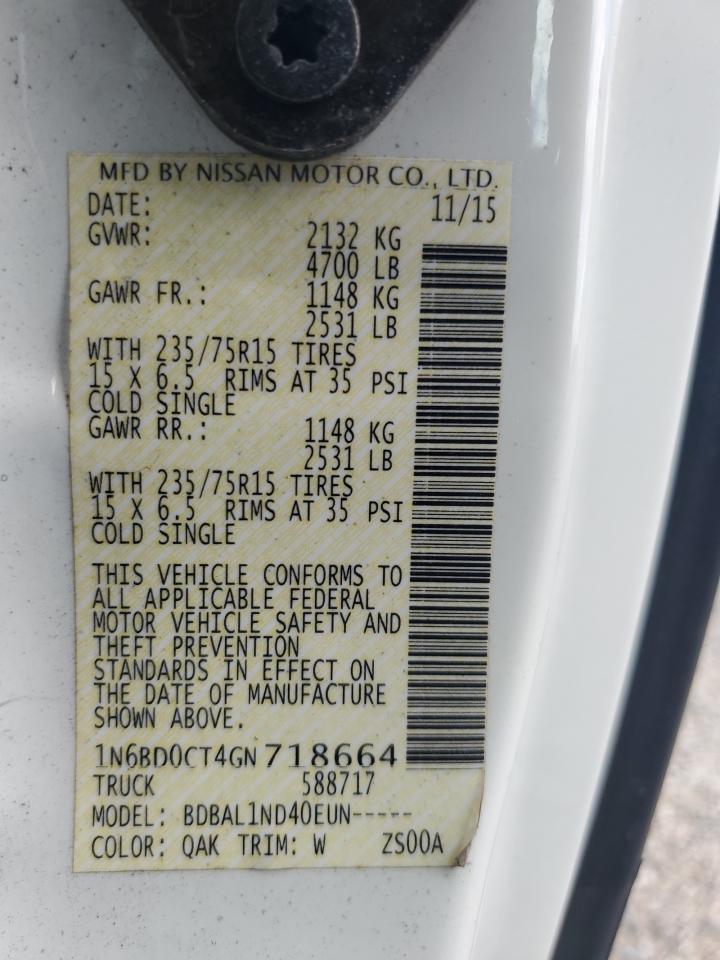 MFD BY NISSAN MOTOR CO., LTD.
DATE: 11/15
GVWR: 2132 KG
4700 LB
GAWR FR.: 1148 KG
2531 LB
WITH 235/75R15 TIRES
15 X 6.5 RIMS AT 35 PSI
COLD SINGLE
GAWR RR.: 1148 KG
2531 LB
WITH 235/75R15 TIRES
15 X 6.5 RIMS AT 35 PSI
COLD SINGLE
THIS VEHICLE CONFORMS TO
ALL APPLICABLE FEDERAL
MOTOR VEHICLE SAFETY AND
THEFT PREVENTION
STANDARDS IN EFFECT ON
THE DATE OF MANUFACTURE
SHOWN ABOVE.
1N6BD0CT4GN718664
TRUCK 588717
MODEL: BDBAL1ND40EUN-----
COLOR: QAK TRIM: W ZS00A